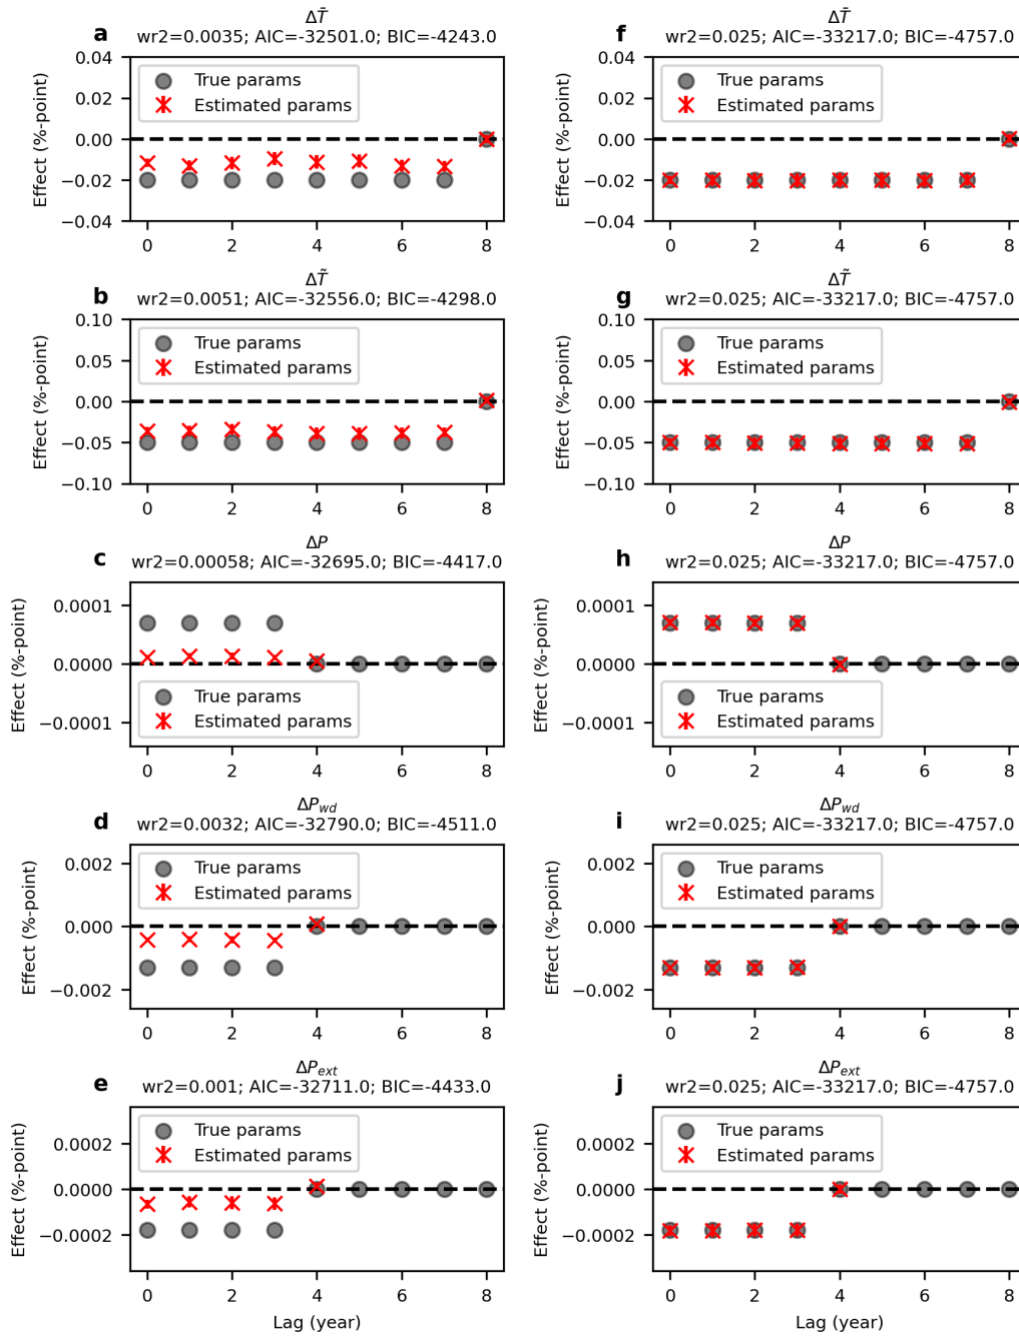 a
ΔT̄
wr2=0.0035; AIC=-32501.0; BIC=-4243.0
Effect (%-point)
0.04
0.02
0.00
−0.02
−0.04
True params
Estimated params
0 2 4 6 8
f
ΔT̄
wr2=0.025; AIC=-33217.0; BIC=-4757.0
Effect (%-point)
0.04
0.02
0.00
−0.02
−0.04
True params
Estimated params
0 2 4 6 8
b
ΔT̃
wr2=0.0051; AIC=-32556.0; BIC=-4298.0
Effect (%-point)
0.10
0.05
0.00
−0.05
−0.10
True params
Estimated params
0 2 4 6 8
g
ΔT̃
wr2=0.025; AIC=-33217.0; BIC=-4757.0
Effect (%-point)
0.10
0.05
0.00
−0.05
−0.10
True params
Estimated params
0 2 4 6 8
c
ΔP
wr2=0.00058; AIC=-32695.0; BIC=-4417.0
Effect (%-point)
0.0001
0.0000
−0.0001
True params
Estimated params
0 2 4 6 8
h
ΔP
wr2=0.025; AIC=-33217.0; BIC=-4757.0
Effect (%-point)
0.0001
0.0000
−0.0001
True params
Estimated params
0 2 4 6 8
d
ΔP_wd
wr2=0.0032; AIC=-32790.0; BIC=-4511.0
Effect (%-point)
0.002
0.000
−0.002
True params
Estimated params
0 2 4 6 8
i
ΔP_wd
wr2=0.025; AIC=-33217.0; BIC=-4757.0
Effect (%-point)
0.002
0.000
−0.002
True params
Estimated params
0 2 4 6 8
e
ΔP_ext
wr2=0.001; AIC=-32711.0; BIC=-4433.0
Effect (%-point)
0.0002
0.0000
−0.0002
True params
Estimated params
0 2 4 6 8
Lag (year)
j
ΔP_ext
wr2=0.025; AIC=-33217.0; BIC=-4757.0
Effect (%-point)
0.0002
0.0000
−0.0002
True params
Estimated params
0 2 4 6 8
Lag (year)